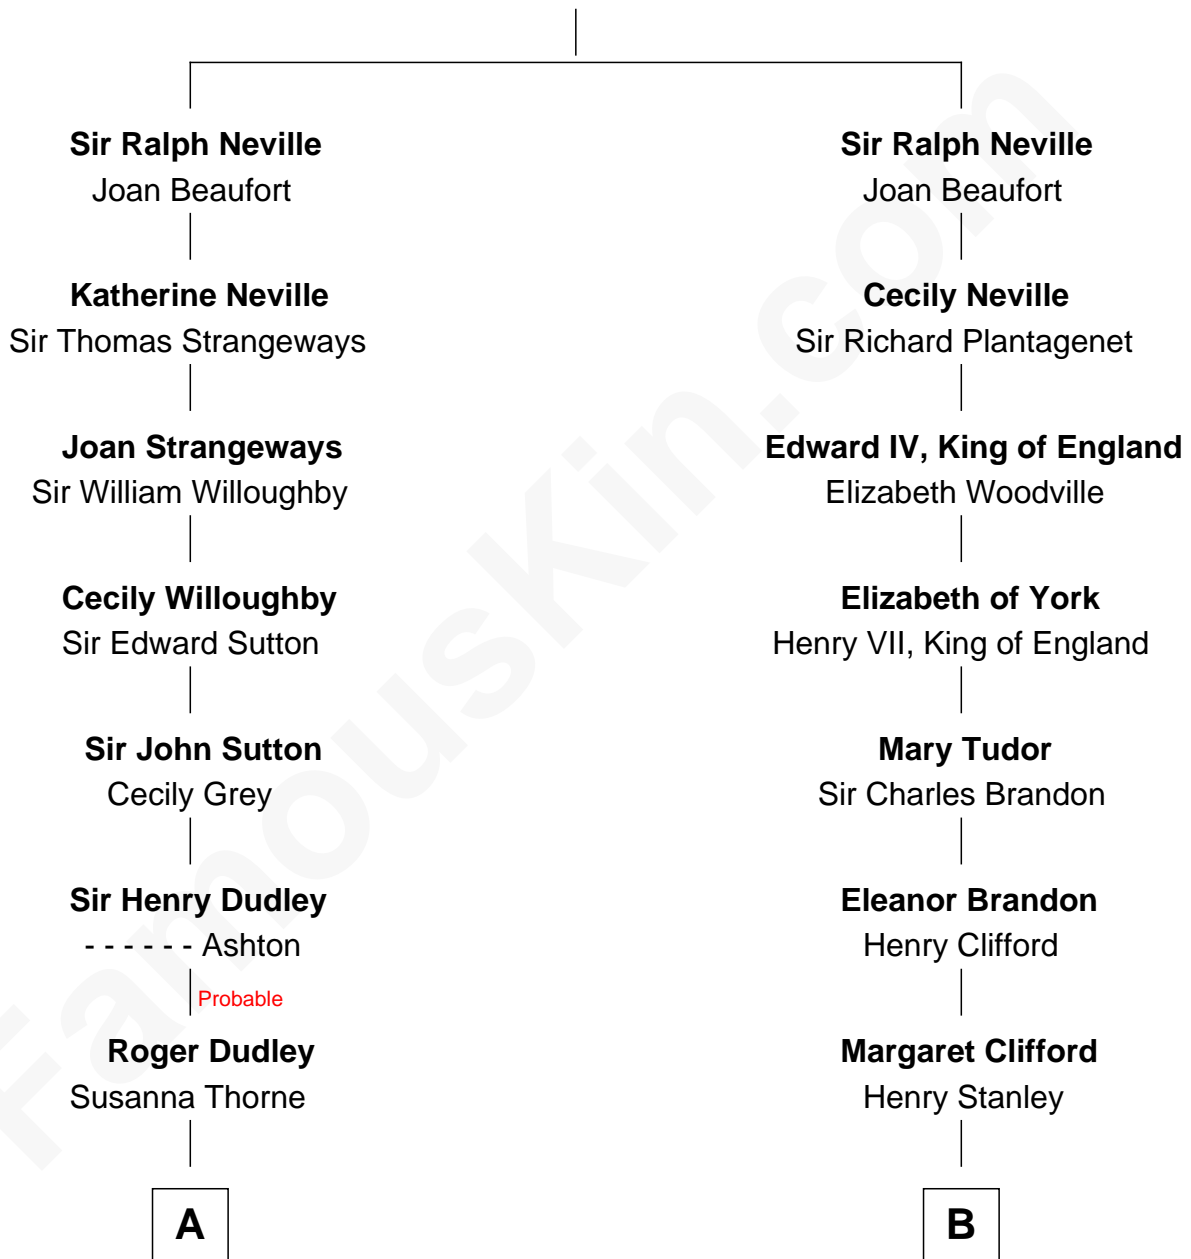 Sir Ralph Neville
Joan Beaufort
Katherine Neville
Sir Thomas Strangeways
Joan Strangeways
Sir William Willoughby
Cecily Willoughby
Sir Edward Sutton
Sir John Sutton
Cecily Grey
Sir Henry Dudley
- - - - - - Ashton
Probable
Roger Dudley
Susanna Thorne
A
Sir Ralph Neville
Joan Beaufort
Cecily Neville
Sir Richard Plantagenet
Edward IV, King of England
Elizabeth Woodville
Elizabeth of York
Henry VII, King of England
Mary Tudor
Sir Charles Brandon
Eleanor Brandon
Henry Clifford
Margaret Clifford
Henry Stanley
B
FamousKin.com